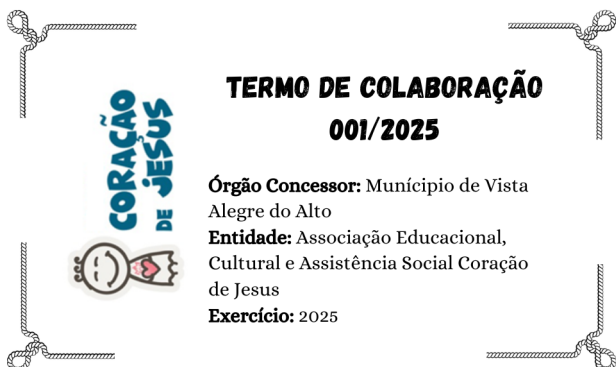 CORAÇÃO
DE JESUS
TERMO DE COLABORAÇÃO
001/2025
Órgão Concessor: Munícipio de Vista
Alegre do Alto
Entidade: Associação Educacional,
Cultural e Assistência Social Coração
de Jesus
Exercício: 2025